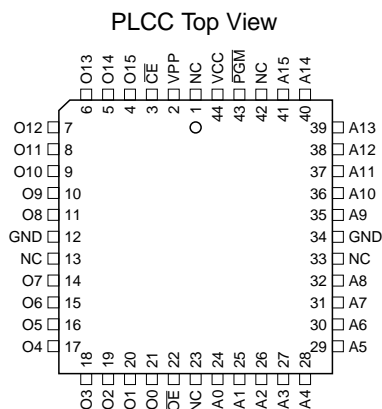 PLCC Top View
O13 O14 O15 C̅E̅ VPP NC VCC P̅G̅M̅ NC A15 A14
6 5 4 3 2 1 44 43 42 41 40
O12 7 39 A13
O11 8 38 A12
O10 9 37 A11
O9 10 36 A10
O8 11 35 A9
GND 12 34 GND
NC 13 33 NC
O7 14 32 A8
O6 15 31 A7
O5 16 30 A6
O4 17 29 A5
18 19 20 21 22 23 24 25 26 27 28
O3 O2 O1 O0 O̅E̅ NC A0 A1 A2 A3 A4